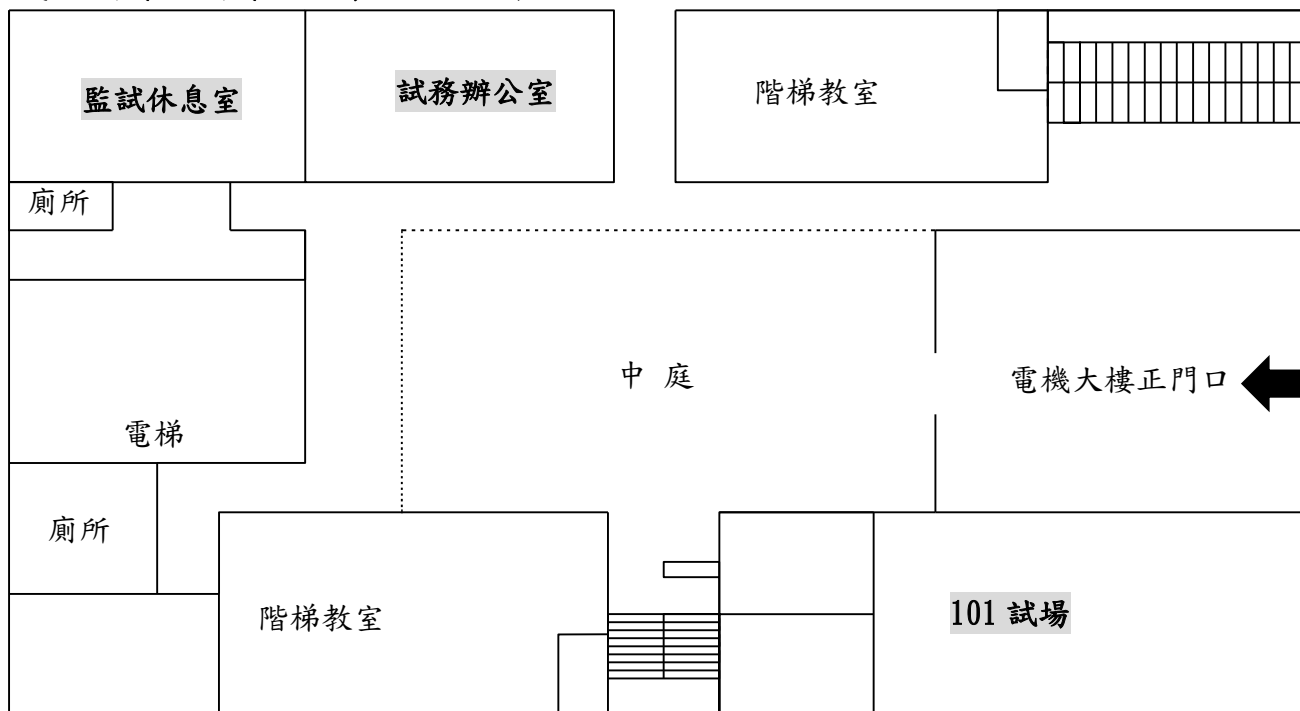 監試休息室
試務辦公室
階梯教室
廁所
中庭
電機大樓正門口
電梯
廁所
階梯教室
101 試場